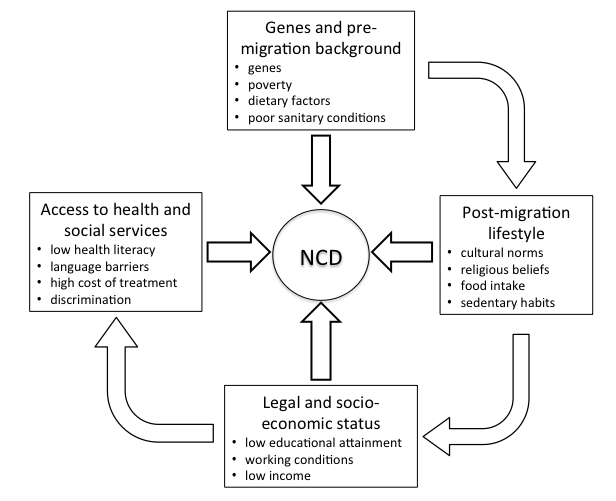 Genes and pre-
migration background
• genes
• poverty
• dietary factors
• poor sanitary conditions
Access to health and
social services
• low health literacy
• language barriers
• high cost of treatment
• discrimination
NCD
Post-migration
lifestyle
• cultural norms
• religious beliefs
• food intake
• sedentary habits
Legal and socio-
economic status
• low educational attainment
• working conditions
• low income